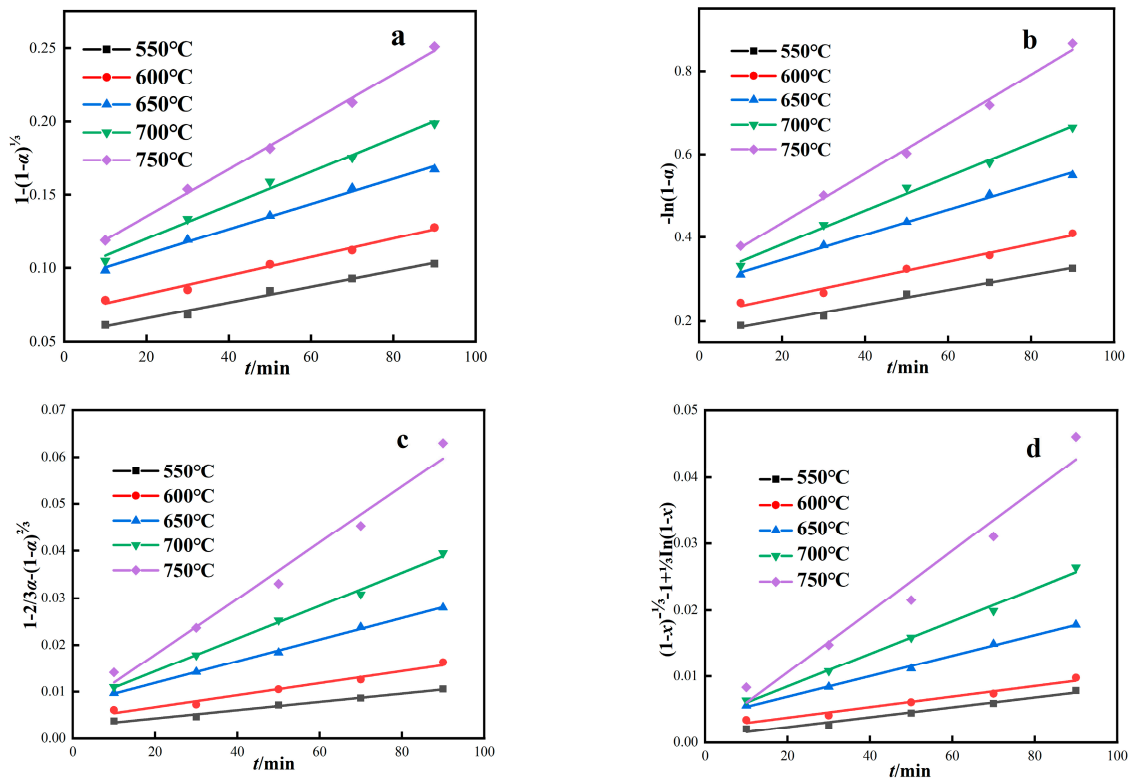 a
550°C
600°C
650°C
700°C
750°C
0.25
0.20
0.15
0.10
0.05
1-(1-α)^⅓
0 20 40 60 80 100
t/min
b
550°C
600°C
650°C
700°C
750°C
0.8
0.6
0.4
0.2
-ln(1-α)
0 20 40 60 80 100
t/min
c
550°C
600°C
650°C
700°C
750°C
0.07
0.06
0.05
0.04
0.03
0.02
0.01
0.00
1-2/3α-(1-α)^⅔
0 20 40 60 80 100
t/min
d
550°C
600°C
650°C
700°C
750°C
0.05
0.04
0.03
0.02
0.01
0.00
(1-x)^-⅓-1+⅓In(1-x)
0 20 40 60 80 100
t/min